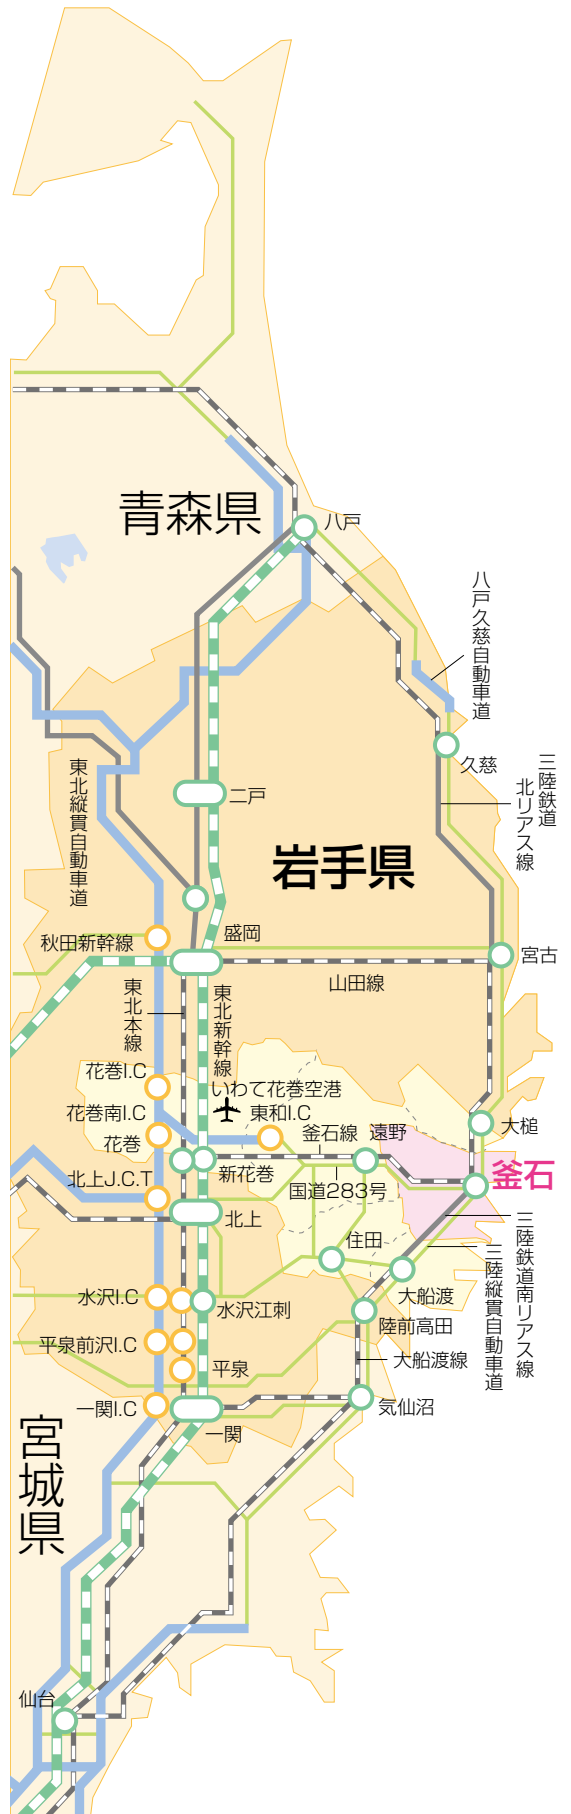 青森県
八戸
八戸久慈自動車道
久慈
三陸鉄道
北リアス線
東北縦貫自動車道
二戸
岩手県
盛岡
秋田新幹線
宮古
山田線
東北本線
東北新幹線
花巻I.C
いわて花巻空港
花巻南I.C
東和I.C
大槌
花巻
釜石線
遠野
新花巻
釜石
北上J.C.T
国道283号
北上
住田
三陸鉄道南リアス線
三陸縦貫自動車道
水沢I.C
水沢江刺
大船渡
陸前高田
平泉前沢I.C
大船渡線
平泉
一関I.C
気仙沼
一関
宮城県
仙台